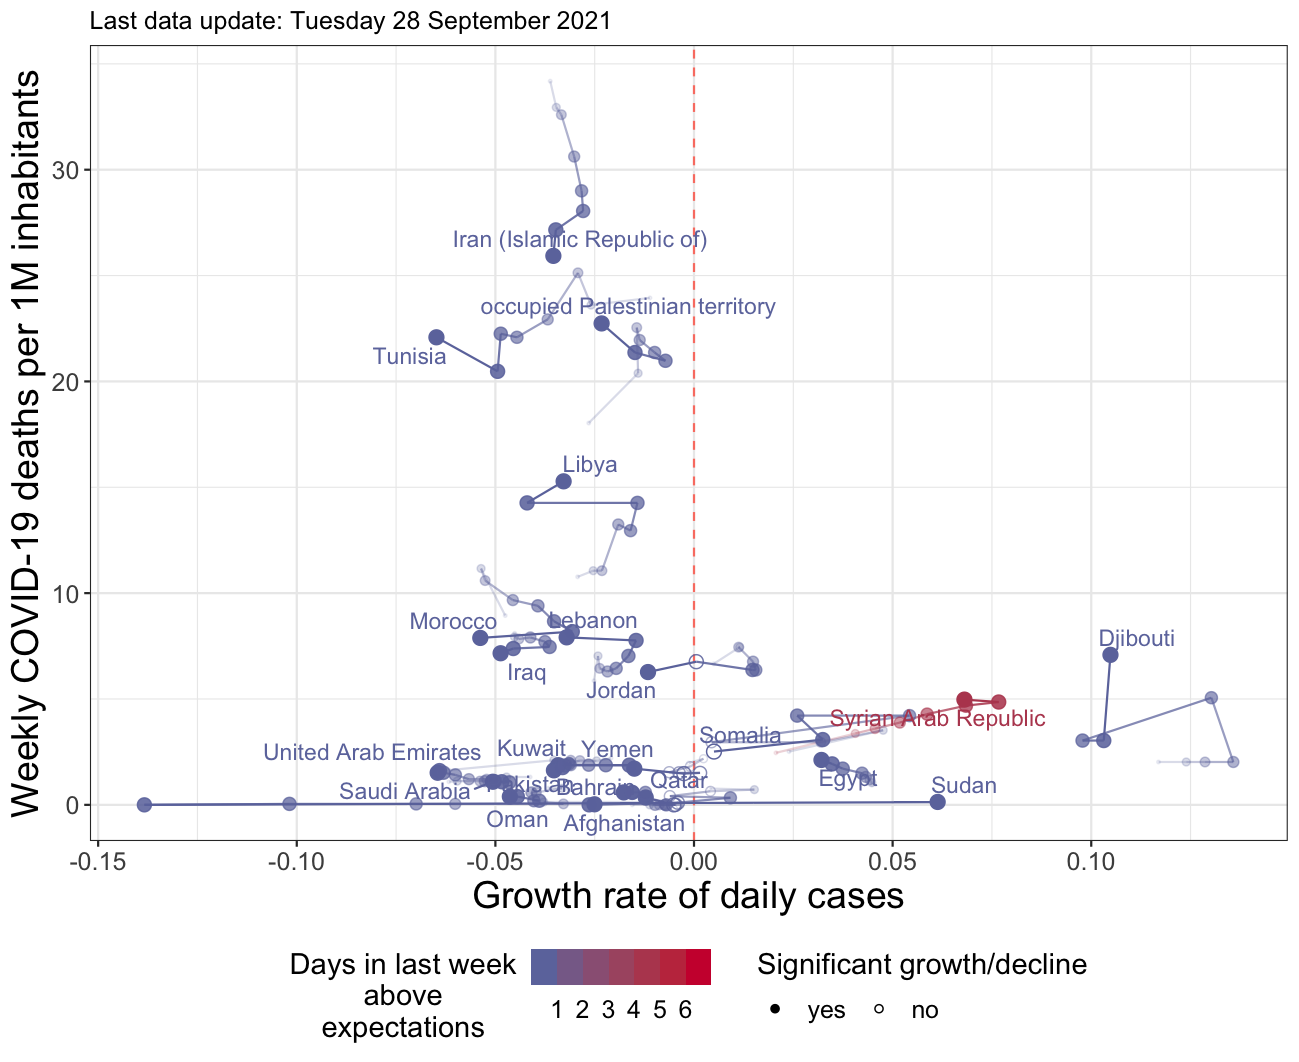 Last data update: Tuesday 28 September 2021
Weekly COVID-19 deaths per 1M inhabitants
30
20
10
0
Iran (Islamic Republic of)
occupied Palestinian territory
Tunisia
Libya
Morocco
Lebanon
Iraq
Jordan
Djibouti
Syrian Arab Republic
Somalia
United Arab Emirates
Kuwait
Yemen
Saudi Arabia
Bahrain
Qatar
Egypt
Sudan
Oman
Afghanistan
-0.15
-0.10
-0.05
0.00
0.05
0.10
Growth rate of daily cases
Days in last week
above
expectations
1 2 3 4 5 6
Significant growth/decline
yes
no